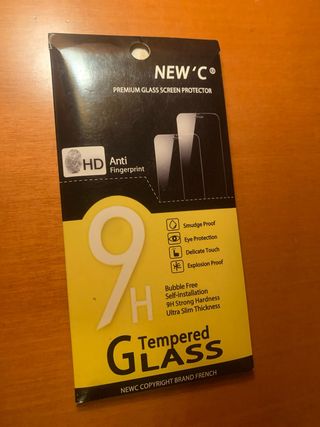 NEW'C®
PREMIUM GLASS SCREEN PROTECTOR
HD
Anti
Fingerprint
9H
Smudge Proof
Eye Protection
Delicate Touch
Explosion Proof
Bubble Free
Self-installation
9H Strong Hardness
Ultra Slim Thickness
Tempered
GLASS
NEWC COPYRIGHT BRAND FRENCH